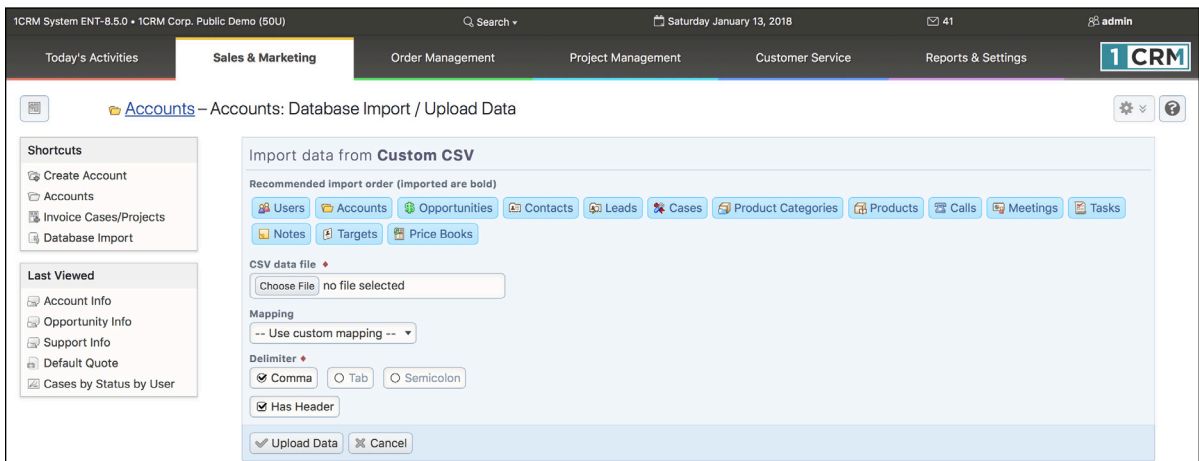 1CRM System ENT-8.5.0 • 1CRM Corp. Public Demo (50U) Search Saturday January 13, 2018 41 admin
Today's Activities Sales & Marketing Order Management Project Management Customer Service Reports & Settings 1 CRM
Accounts – Accounts: Database Import / Upload Data ?
Shortcuts
Create Account
Accounts
Invoice Cases/Projects
Database Import
Last Viewed
Account Info
Opportunity Info
Support Info
Default Quote
Cases by Status by User
Import data from Custom CSV
Recommended import order (imported are bold)
Users Accounts Opportunities Contacts Leads Cases Product Categories Products Calls Meetings Tasks
Notes Targets Price Books
CSV data file
Choose File no file selected
Mapping
-- Use custom mapping --
Delimiter
Comma Tab Semicolon
Has Header
Upload Data Cancel